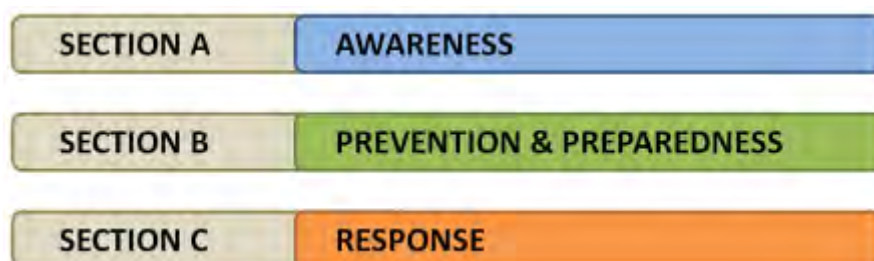 SECTION A AWARENESS
SECTION B PREVENTION & PREPAREDNESS
SECTION C RESPONSE